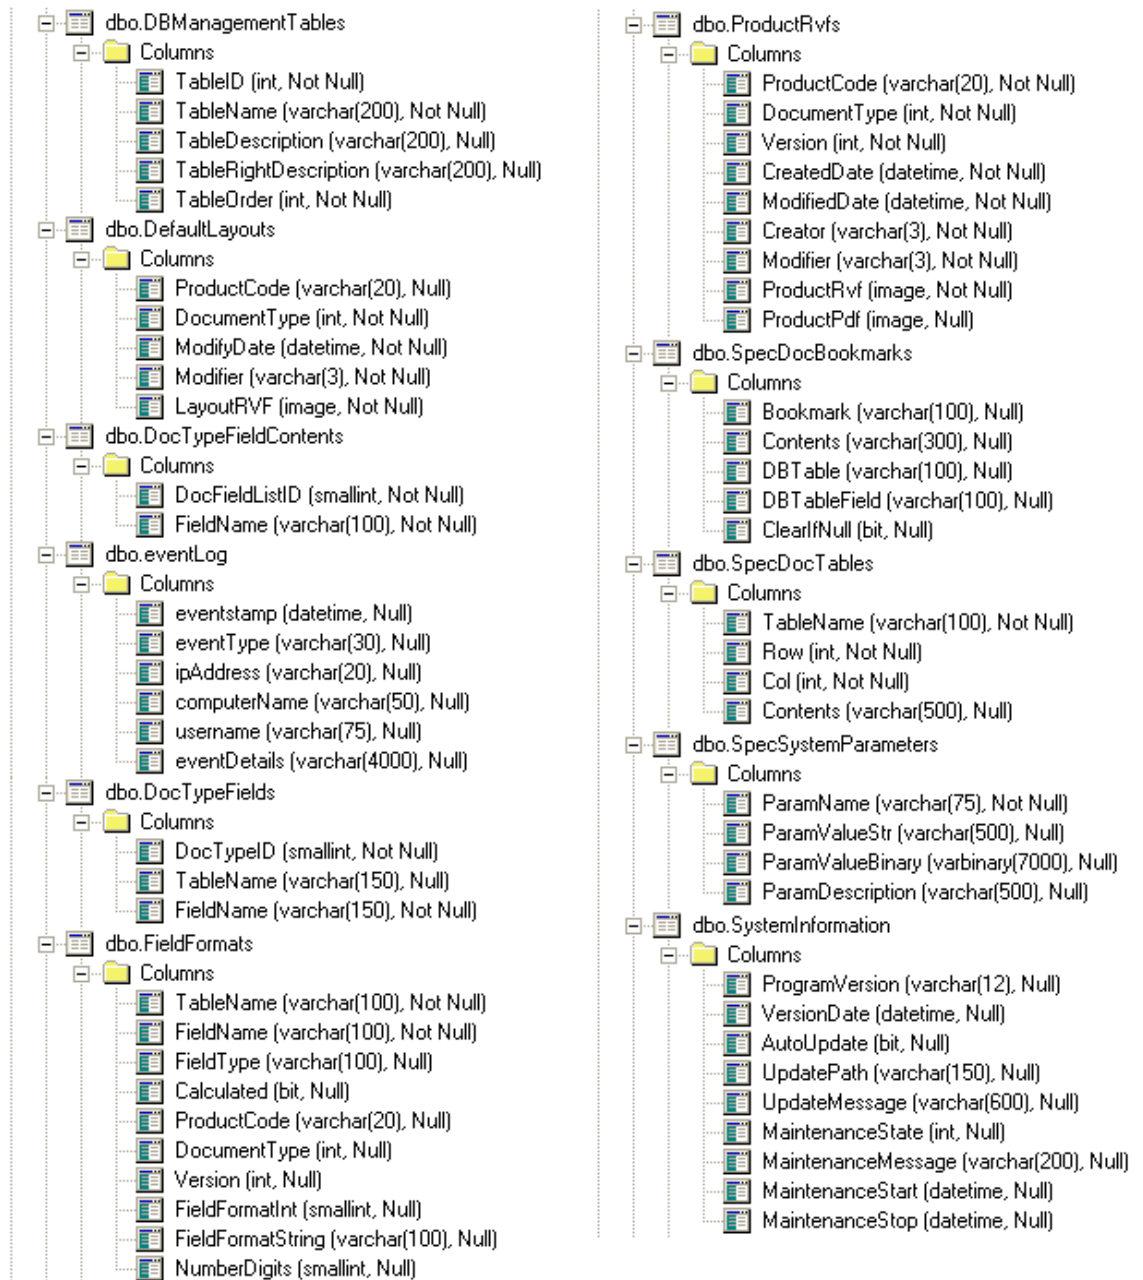 dbo.DBManagementTables
Columns
TableID (int, Not Null)
TableName (varchar(200), Not Null)
TableDescription (varchar(200), Null)
TableRightDescription (varchar(200), Null)
TableOrder (int, Not Null)
dbo.DefaultLayouts
Columns
ProductCode (varchar(20), Null)
DocumentType (int, Not Null)
ModifyDate (datetime, Not Null)
Modifier (varchar(3), Not Null)
LayoutRVF (image, Not Null)
dbo.DocTypeFieldContents
Columns
DocFieldListID (smallint, Not Null)
FieldName (varchar(100), Not Null)
dbo.eventLog
Columns
eventstamp (datetime, Null)
eventType (varchar(30), Null)
ipAddress (varchar(20), Null)
computerName (varchar(50), Null)
username (varchar(75), Null)
eventDetails (varchar(4000), Null)
dbo.DocTypeFields
Columns
DocTypeID (smallint, Not Null)
TableName (varchar(150), Null)
FieldName (varchar(150), Not Null)
dbo.FieldFormats
Columns
TableName (varchar(100), Not Null)
FieldName (varchar(100), Not Null)
FieldType (varchar(100), Null)
Calculated (bit, Null)
ProductCode (varchar(20), Null)
DocumentType (int, Null)
Version (int, Null)
FieldFormatInt (smallint, Null)
FieldFormatString (varchar(100), Null)
NumberDigits (smallint, Null)
dbo.ProductRvfs
Columns
ProductCode (varchar(20), Not Null)
DocumentType (int, Not Null)
Version (int, Not Null)
CreatedDate (datetime, Not Null)
ModifiedDate (datetime, Not Null)
Creator (varchar(3), Not Null)
Modifier (varchar(3), Not Null)
ProductRvf (image, Not Null)
ProductPdf (image, Null)
dbo.SpecDocBookmarks
Columns
Bookmark (varchar(100), Null)
Contents (varchar(300), Null)
DBTable (varchar(100), Null)
DBTableField (varchar(100), Null)
ClearIfNull (bit, Null)
dbo.SpecDocTables
Columns
TableName (varchar(100), Not Null)
Row (int, Not Null)
Col (int, Not Null)
Contents (varchar(500), Null)
dbo.SpecSystemParameters
Columns
ParamName (varchar(75), Not Null)
ParamValueStr (varchar(500), Null)
ParamValueBinary (varbinary(7000), Null)
ParamDescription (varchar(500), Null)
dbo.SystemInformation
Columns
ProgramVersion (varchar(12), Null)
VersionDate (datetime, Null)
AutoUpdate (bit, Null)
UpdatePath (varchar(150), Null)
UpdateMessage (varchar(600), Null)
MaintenanceState (int, Null)
MaintenanceMessage (varchar(200), Null)
MaintenanceStart (datetime, Null)
MaintenanceStop (datetime, Null)